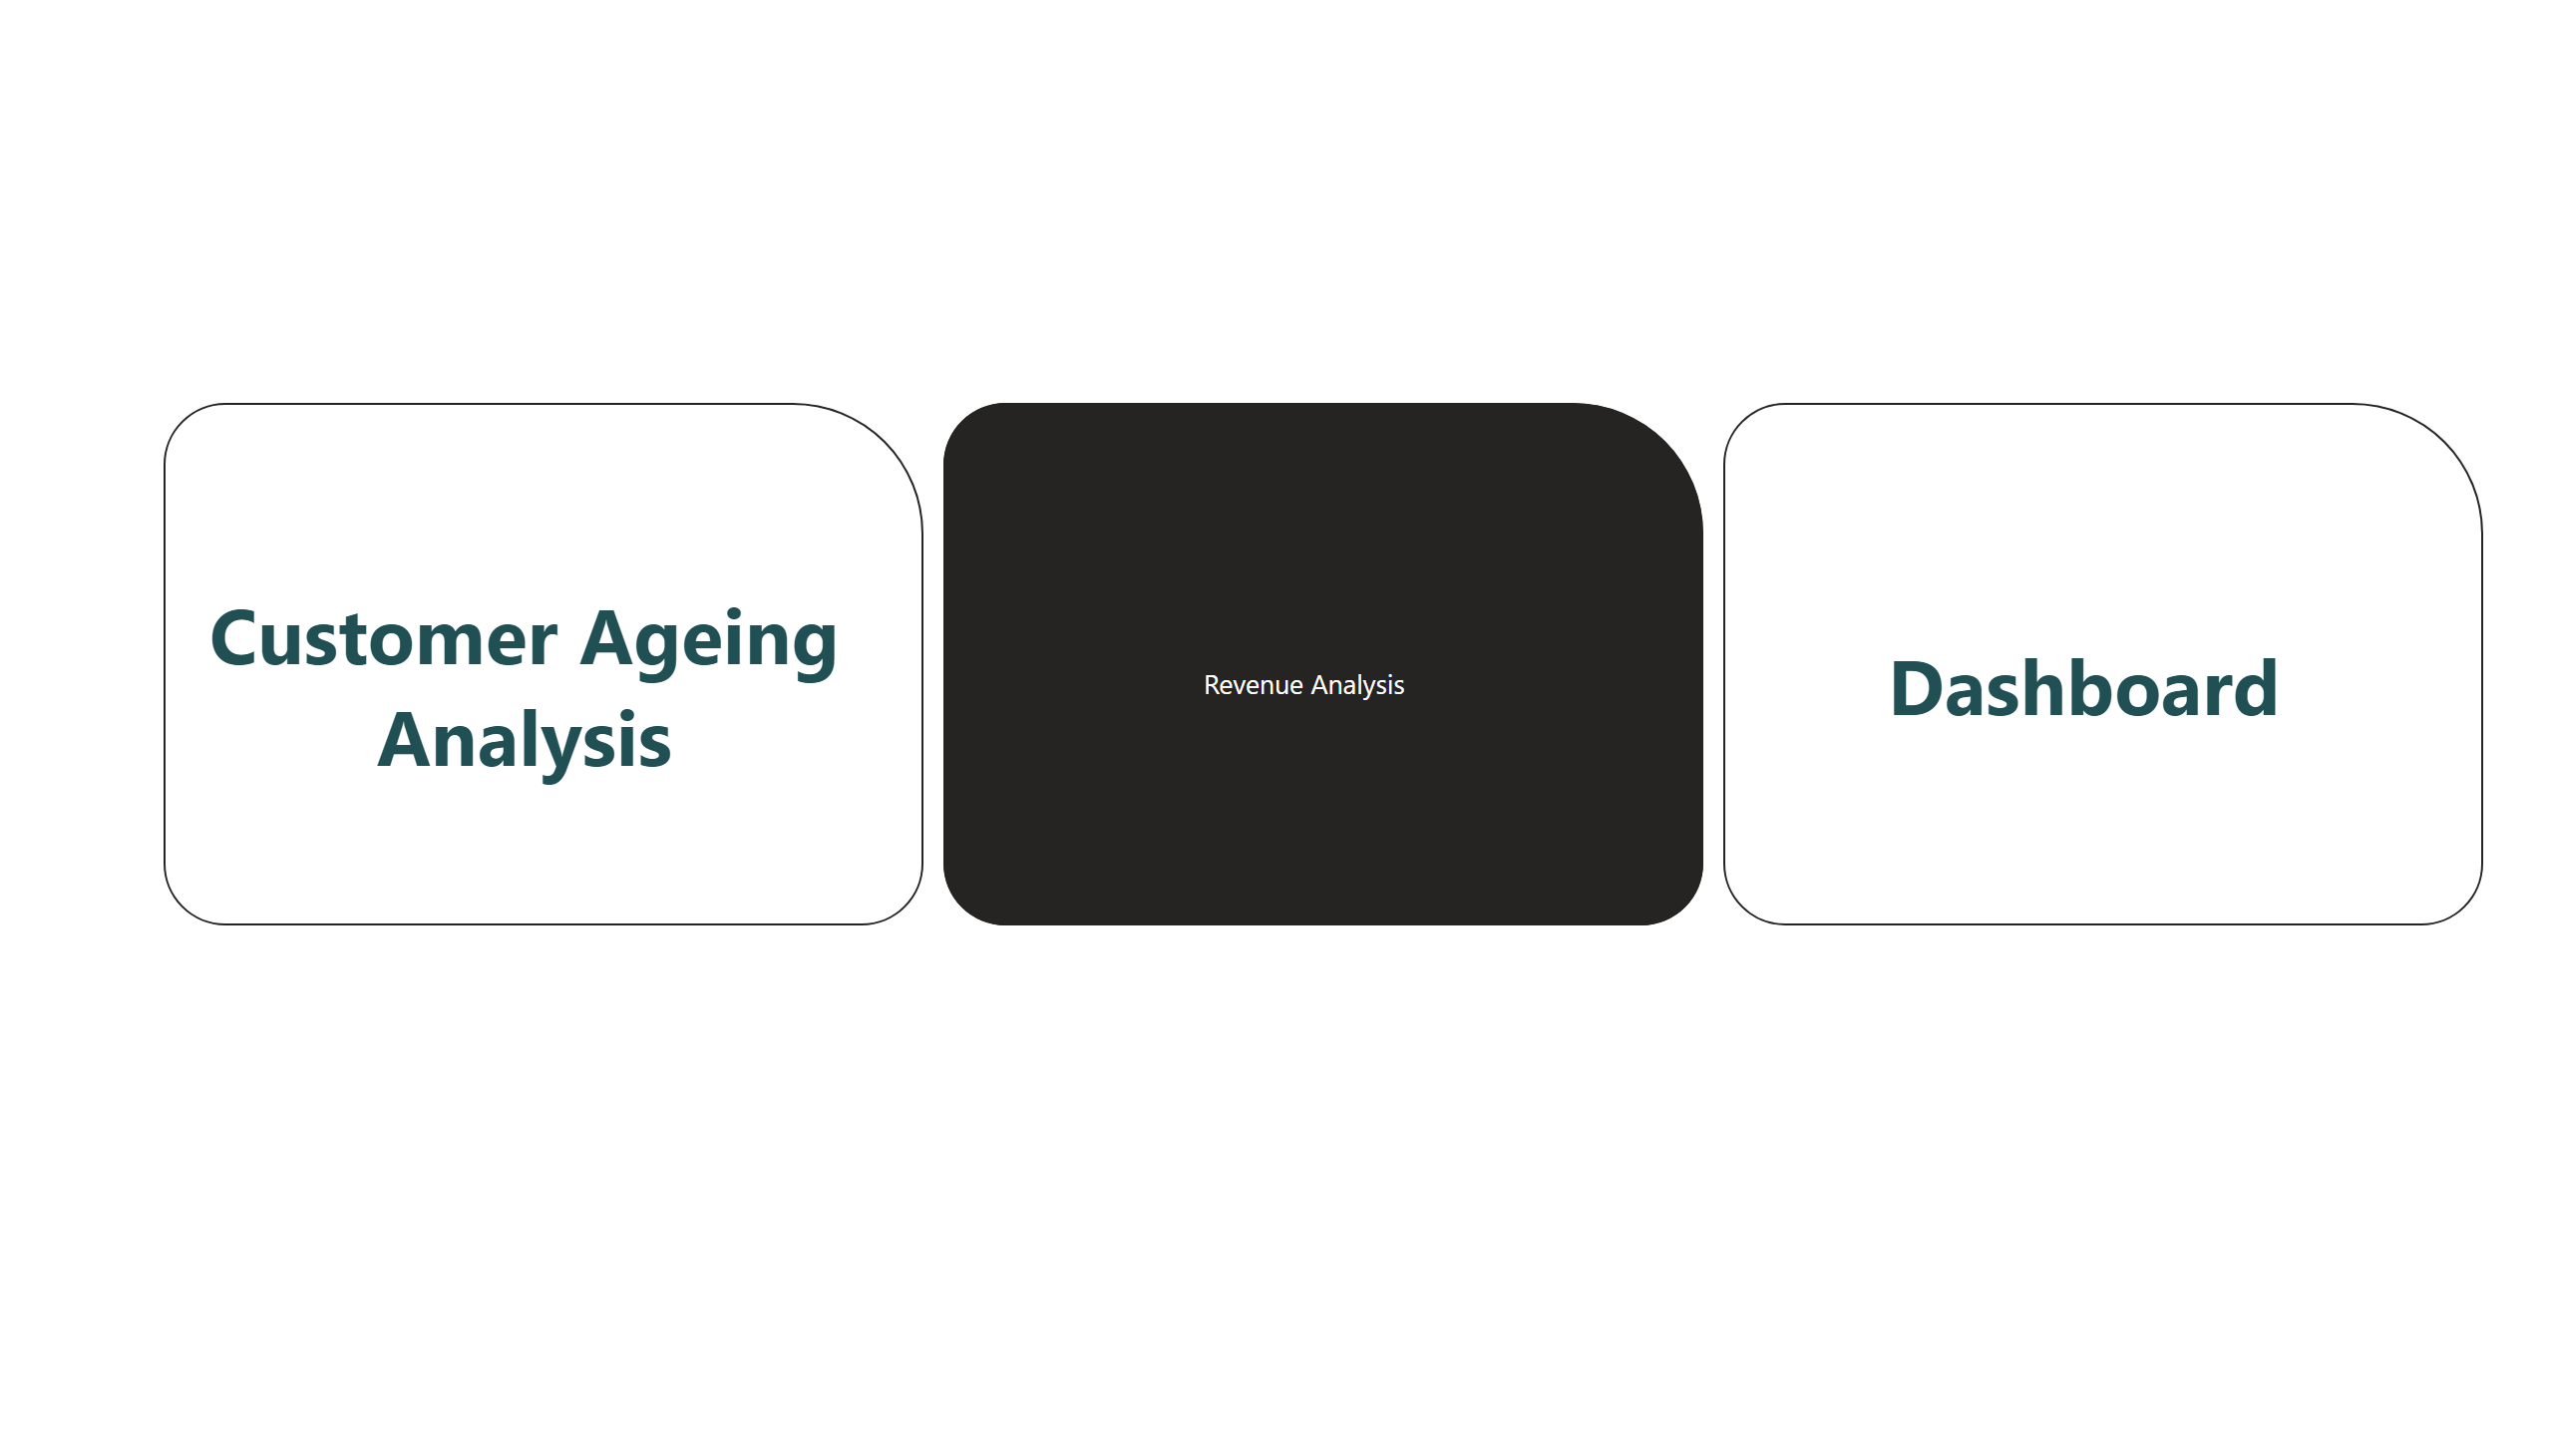 Customer Ageing
Analysis
Revenue Analysis
Dashboard